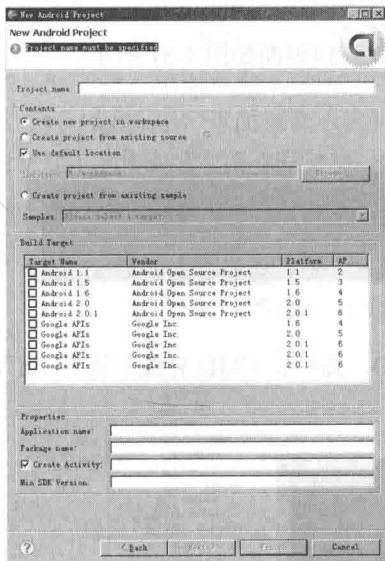 New Android Project
New Android Project
Project name must be specified
Project name
Contents
Create new project in workspace
Create project from existing source
Use default location
Create project from existing sample
Samples: Please select a target
Build Target
Target Name Vendor Platform AP...
Android 1.1 Android Open Source Project 1.1 2
Android 1.5 Android Open Source Project 1.5 3
Android 1.6 Android Open Source Project 1.6 4
Android 2.0 Android Open Source Project 2.0 5
Android 2.0.1 Android Open Source Project 2.0.1 6
Google APIs Google Inc. 1.6 4
Google APIs Google Inc. 2.0 5
Google APIs Google Inc. 2.0.1 6
Google APIs Google Inc. 2.0.1 6
Google APIs Google Inc. 2.0.1 6
Properties
Application name:
Package name:
Create Activity:
Min SDK Version:
< Back
Finish
Cancel